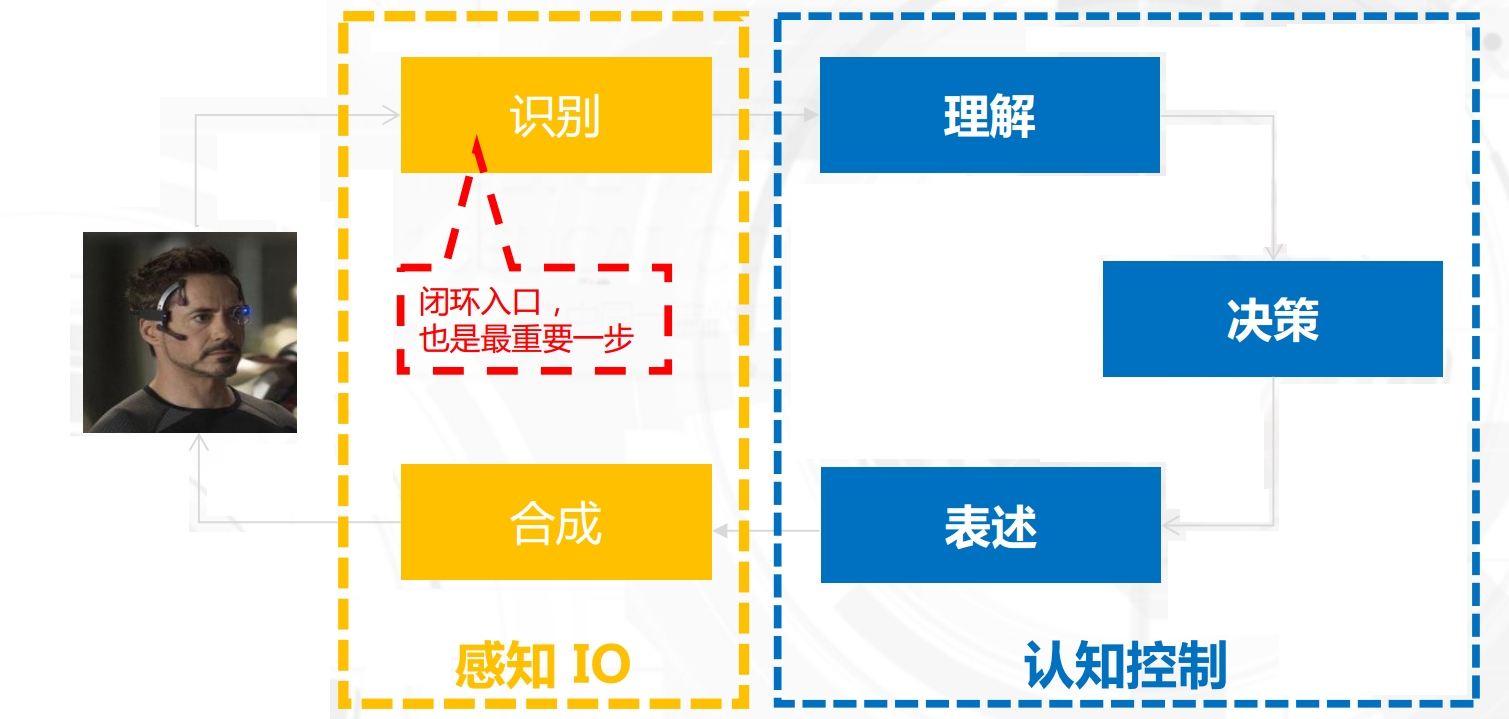 识别
理解
闭环入口，
也是最重要一步
决策
合成
表述
感知 IO
认知控制